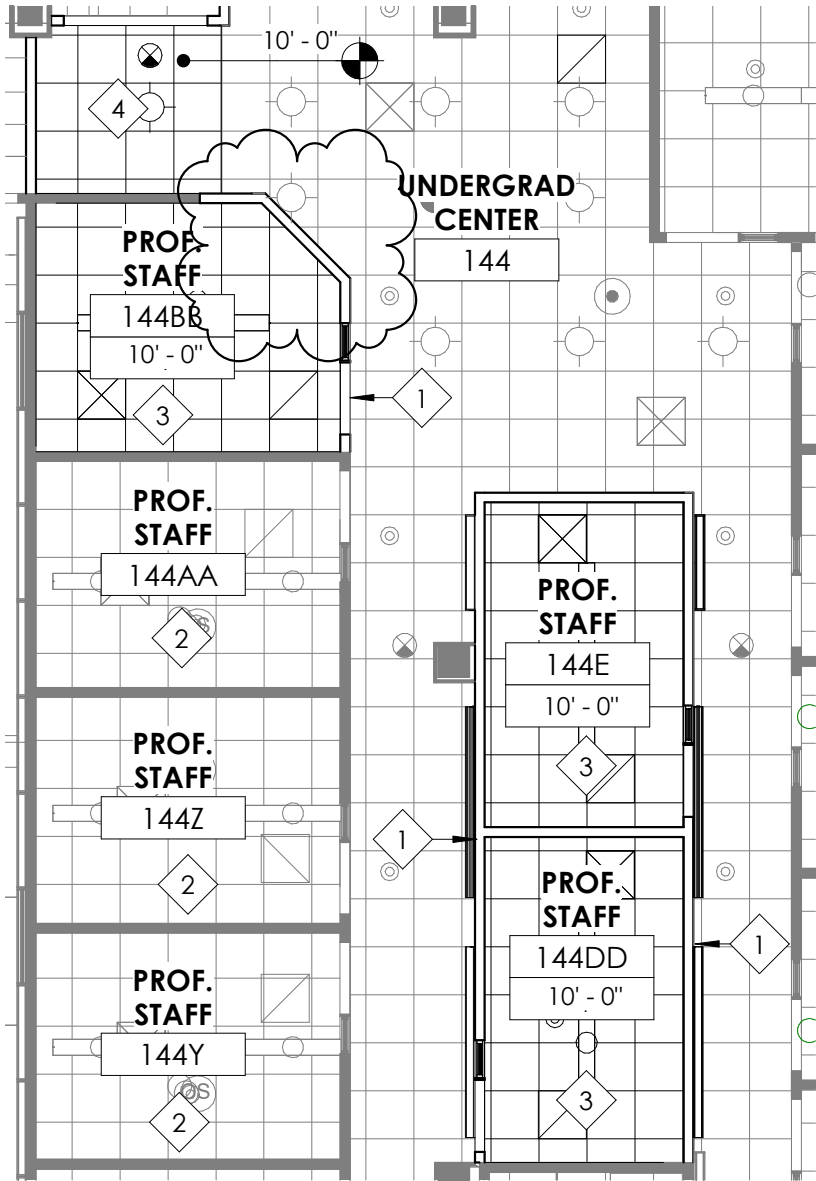 10' - 0"
4
UNDERGRAD
CENTER
144
PROF.
STAFF
144BB
10' - 0"
3
1
PROF.
STAFF
144AA
2
PROF.
STAFF
144E
10' - 0"
3
PROF.
STAFF
144Z
2
1
PROF.
STAFF
144DD
10' - 0"
3
1
PROF.
STAFF
144Y
OS
2